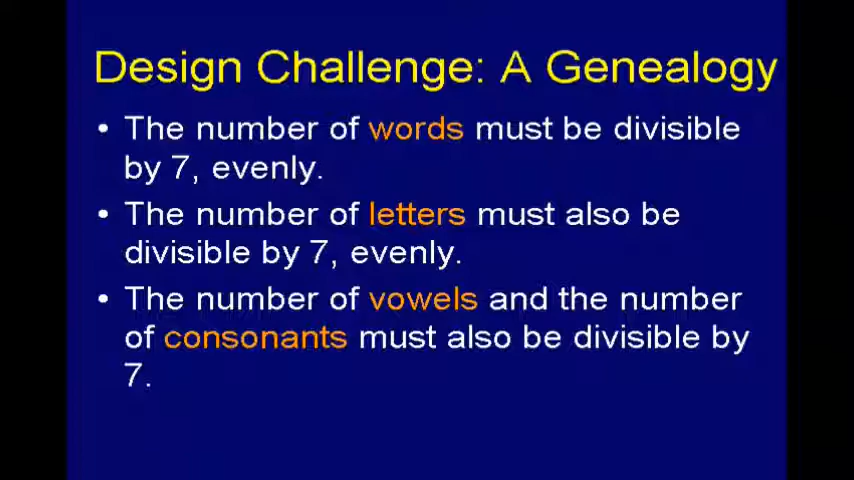 Design Challenge: A Genealogy
• The number of words must be divisible
by 7, evenly.
• The number of letters must also be
divisible by 7, evenly.
• The number of vowels and the number
of consonants must also be divisible by
7.